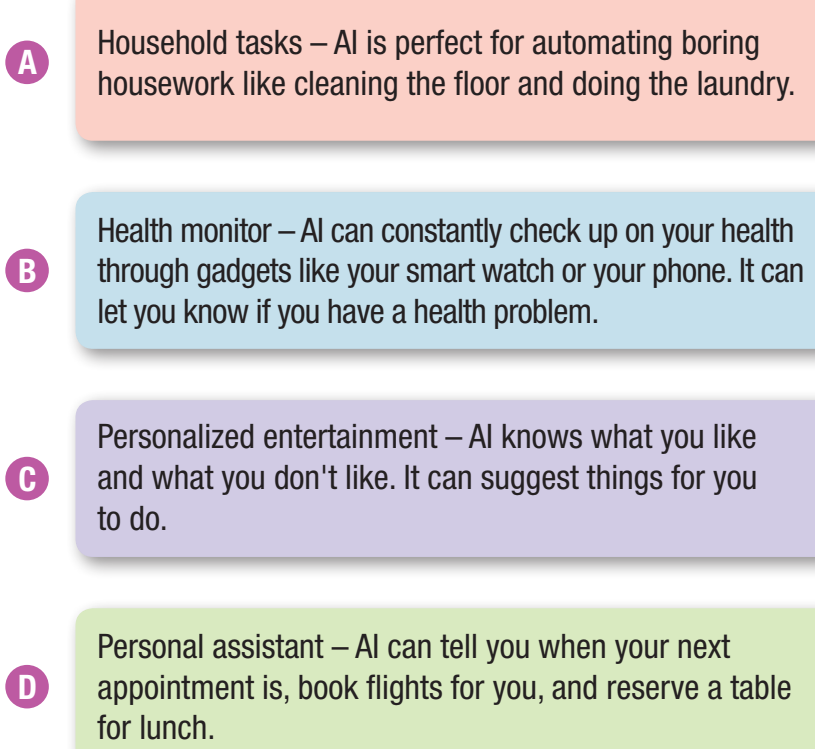 A
Household tasks – AI is perfect for automating boring
housework like cleaning the floor and doing the laundry.
B
Health monitor – AI can constantly check up on your health
through gadgets like your smart watch or your phone. It can
let you know if you have a health problem.
C
Personalized entertainment – AI knows what you like
and what you don't like. It can suggest things for you
to do.
D
Personal assistant – AI can tell you when your next
appointment is, book flights for you, and reserve a table
for lunch.